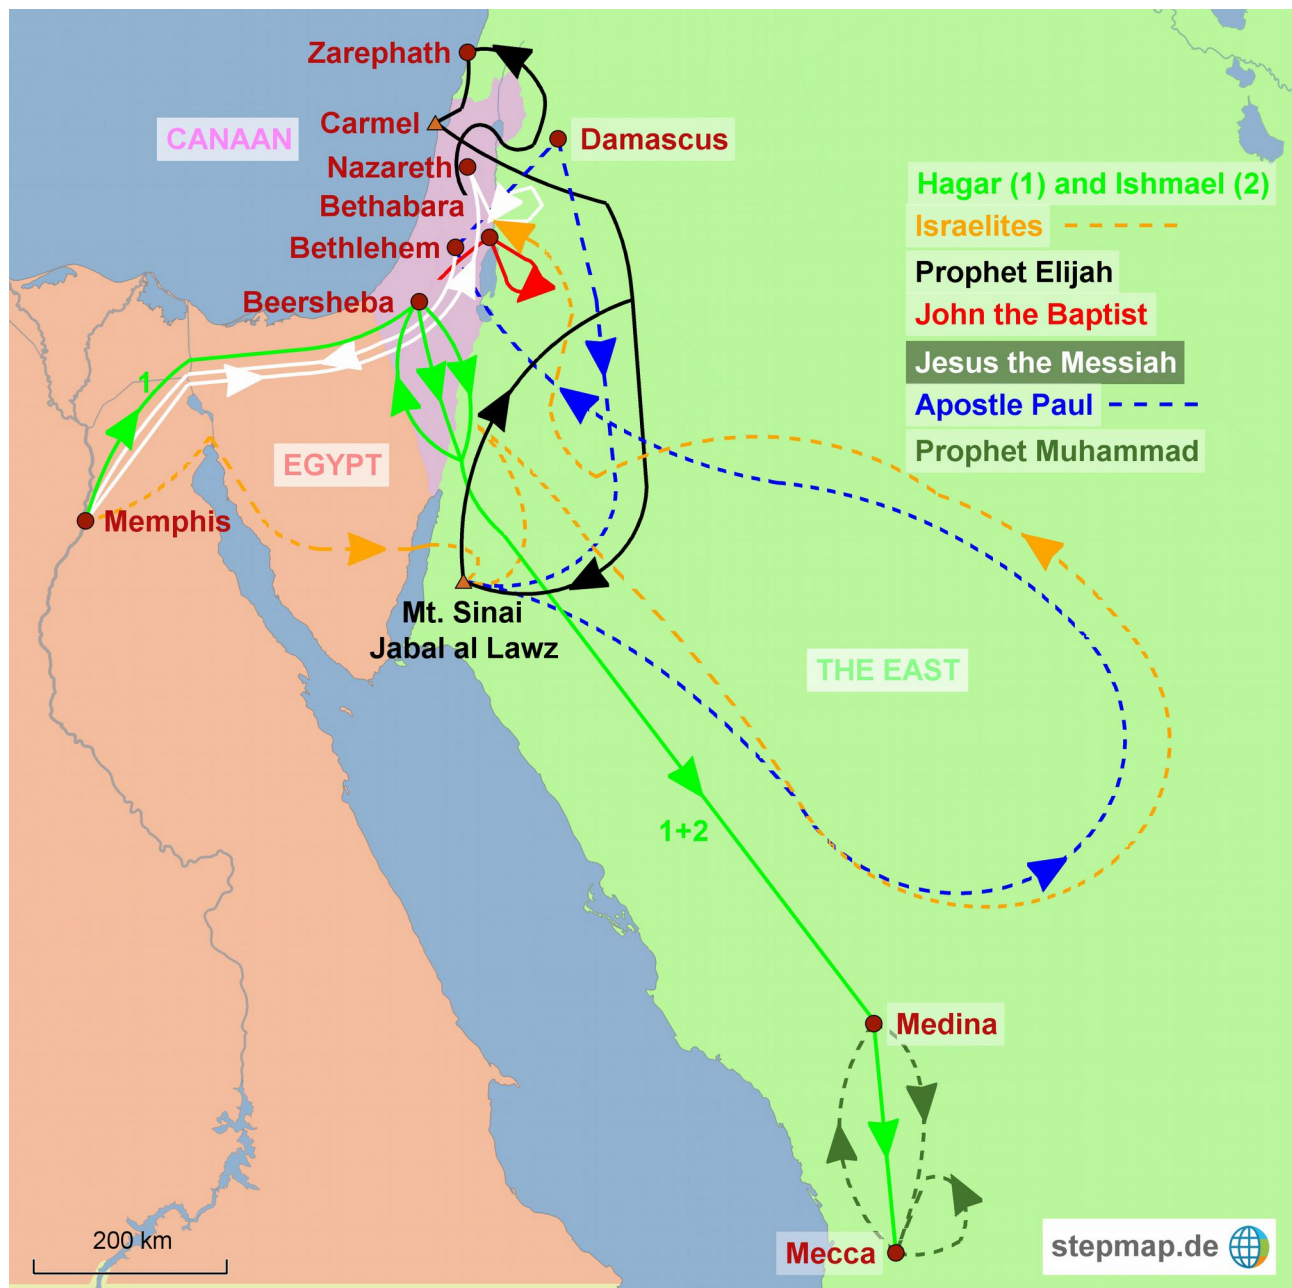 Zarephath
Carmel
CANAAN
Damascus
Nazareth
Hagar (1) and Ishmael (2)
Bethabara
Israelites
Bethlehem
Prophet Elijah
Beersheba
John the Baptist
Jesus the Messiah
1
Apostle Paul
Prophet Muhammad
EGYPT
Memphis
Mt. Sinai
Jabal al Lawz
THE EAST
1+2
Medina
200 km
Mecca
stepmap.de